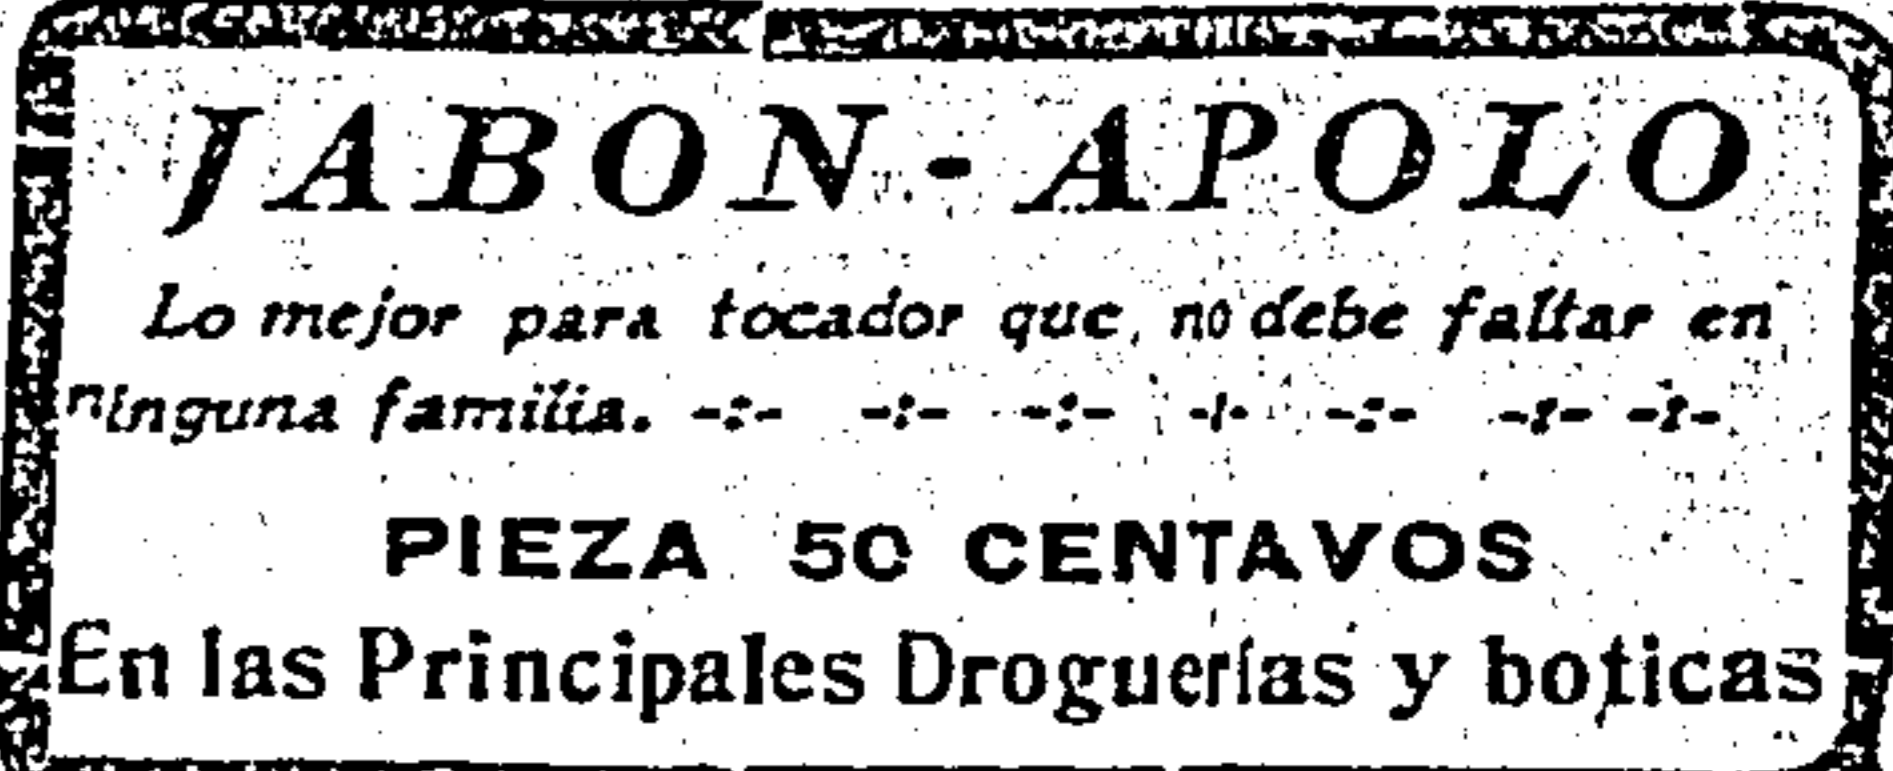 JABON-APOLO
Lo mejor para tocador que, no debe faltar en
ninguna familia. -:- -:- -:- -:- -:- -:- -:-
PIEZA 50 CENTAVOS
En las Principales Droguerías y boticas